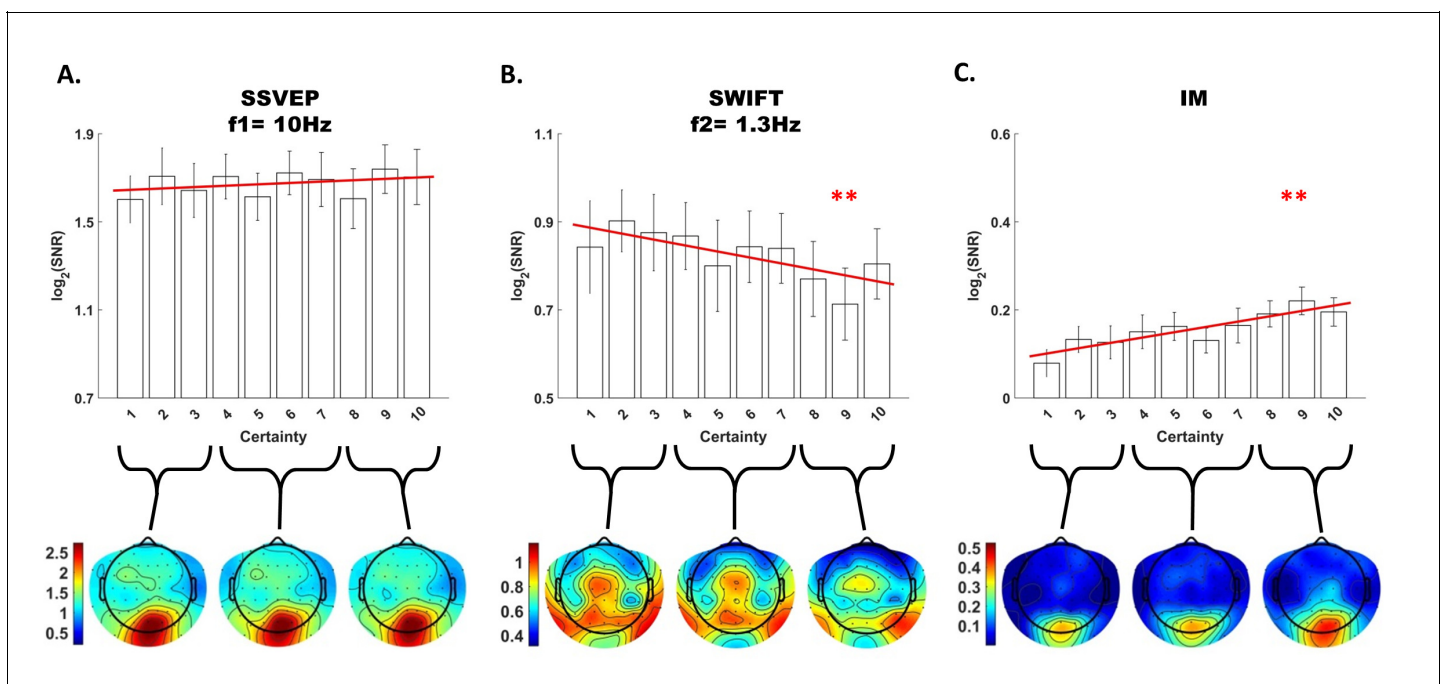 A.
SSVEP
f1= 10Hz
1.9
1.5
1.1
0.7
log2(SNR)
1 2 3 4 5 6 7 8 9 10
Certainty
2.5
2
1.5
1
0.5
B.
SWIFT
f2= 1.3Hz
1.1
0.9
0.7
0.5
log2(SNR)
**
1 2 3 4 5 6 7 8 9 10
Certainty
1
0.8
0.6
0.4
C.
IM
0.6
0.4
0.2
0
log2(SNR)
**
1 2 3 4 5 6 7 8 9 10
Certainty
0.5
0.4
0.3
0.2
0.1